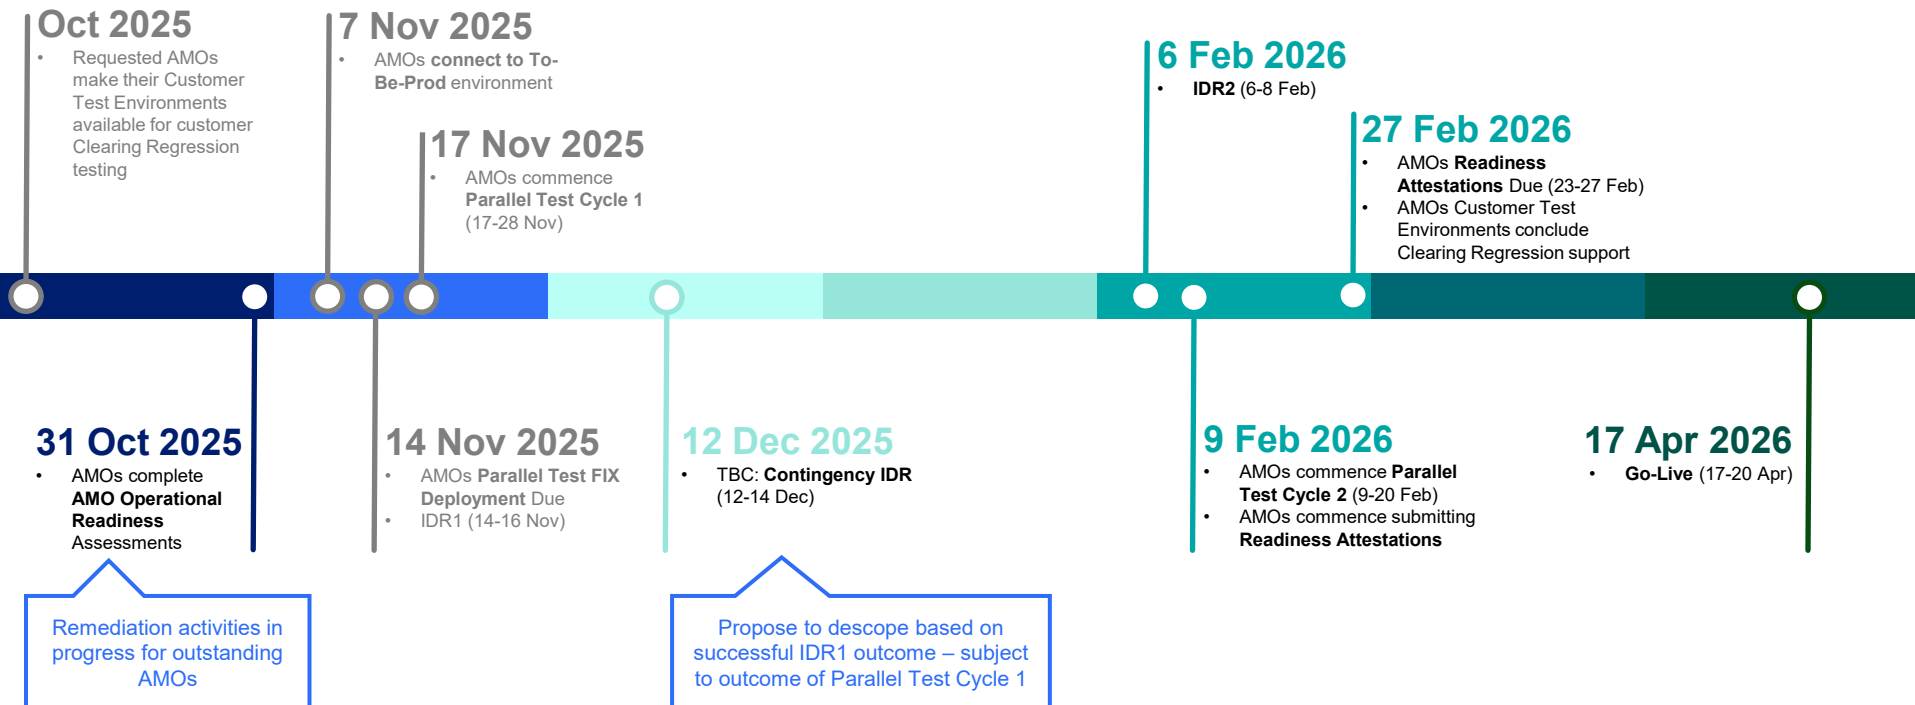 Oct 2025
• Requested AMOs
make their Customer
Test Environments
available for customer
Clearing Regression
testing
7 Nov 2025
• AMOs connect to To-
Be-Prod environment
17 Nov 2025
• AMOs commence
Parallel Test Cycle 1
(17-28 Nov)
6 Feb 2026
• IDR2 (6-8 Feb)
27 Feb 2026
• AMOs Readiness
Attestations Due (23-27 Feb)
• AMOs Customer Test
Environments conclude
Clearing Regression support
31 Oct 2025
• AMOs complete
AMO Operational
Readiness
Assessments
14 Nov 2025
• AMOs Parallel Test FIX
Deployment Due
• IDR1 (14-16 Nov)
12 Dec 2025
• TBC: Contingency IDR
(12-14 Dec)
9 Feb 2026
• AMOs commence Parallel
Test Cycle 2 (9-20 Feb)
• AMOs commence submitting
Readiness Attestations
17 Apr 2026
• Go-Live (17-20 Apr)
Remediation activities in
progress for outstanding
AMOs
Propose to descope based on
successful IDR1 outcome – subject
to outcome of Parallel Test Cycle 1